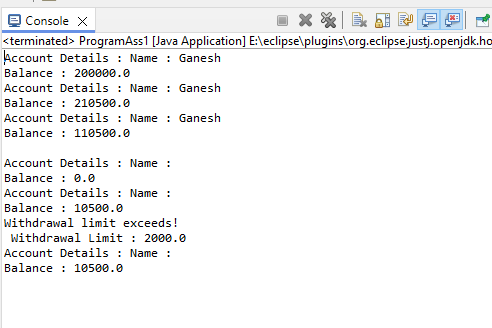 Console
<terminated> ProgramAss1 [Java Application] E:\eclipse\plugins\org.eclipse.justj.openjdk.ho
Account Details : Name : Ganesh
Balance : 200000.0
Account Details : Name : Ganesh
Balance : 210500.0
Account Details : Name : Ganesh
Balance : 110500.0
Account Details : Name :
Balance : 0.0
Account Details : Name :
Balance : 10500.0
Withdrawal limit exceeds!
Withdrawal Limit : 2000.0
Account Details : Name :
Balance : 10500.0